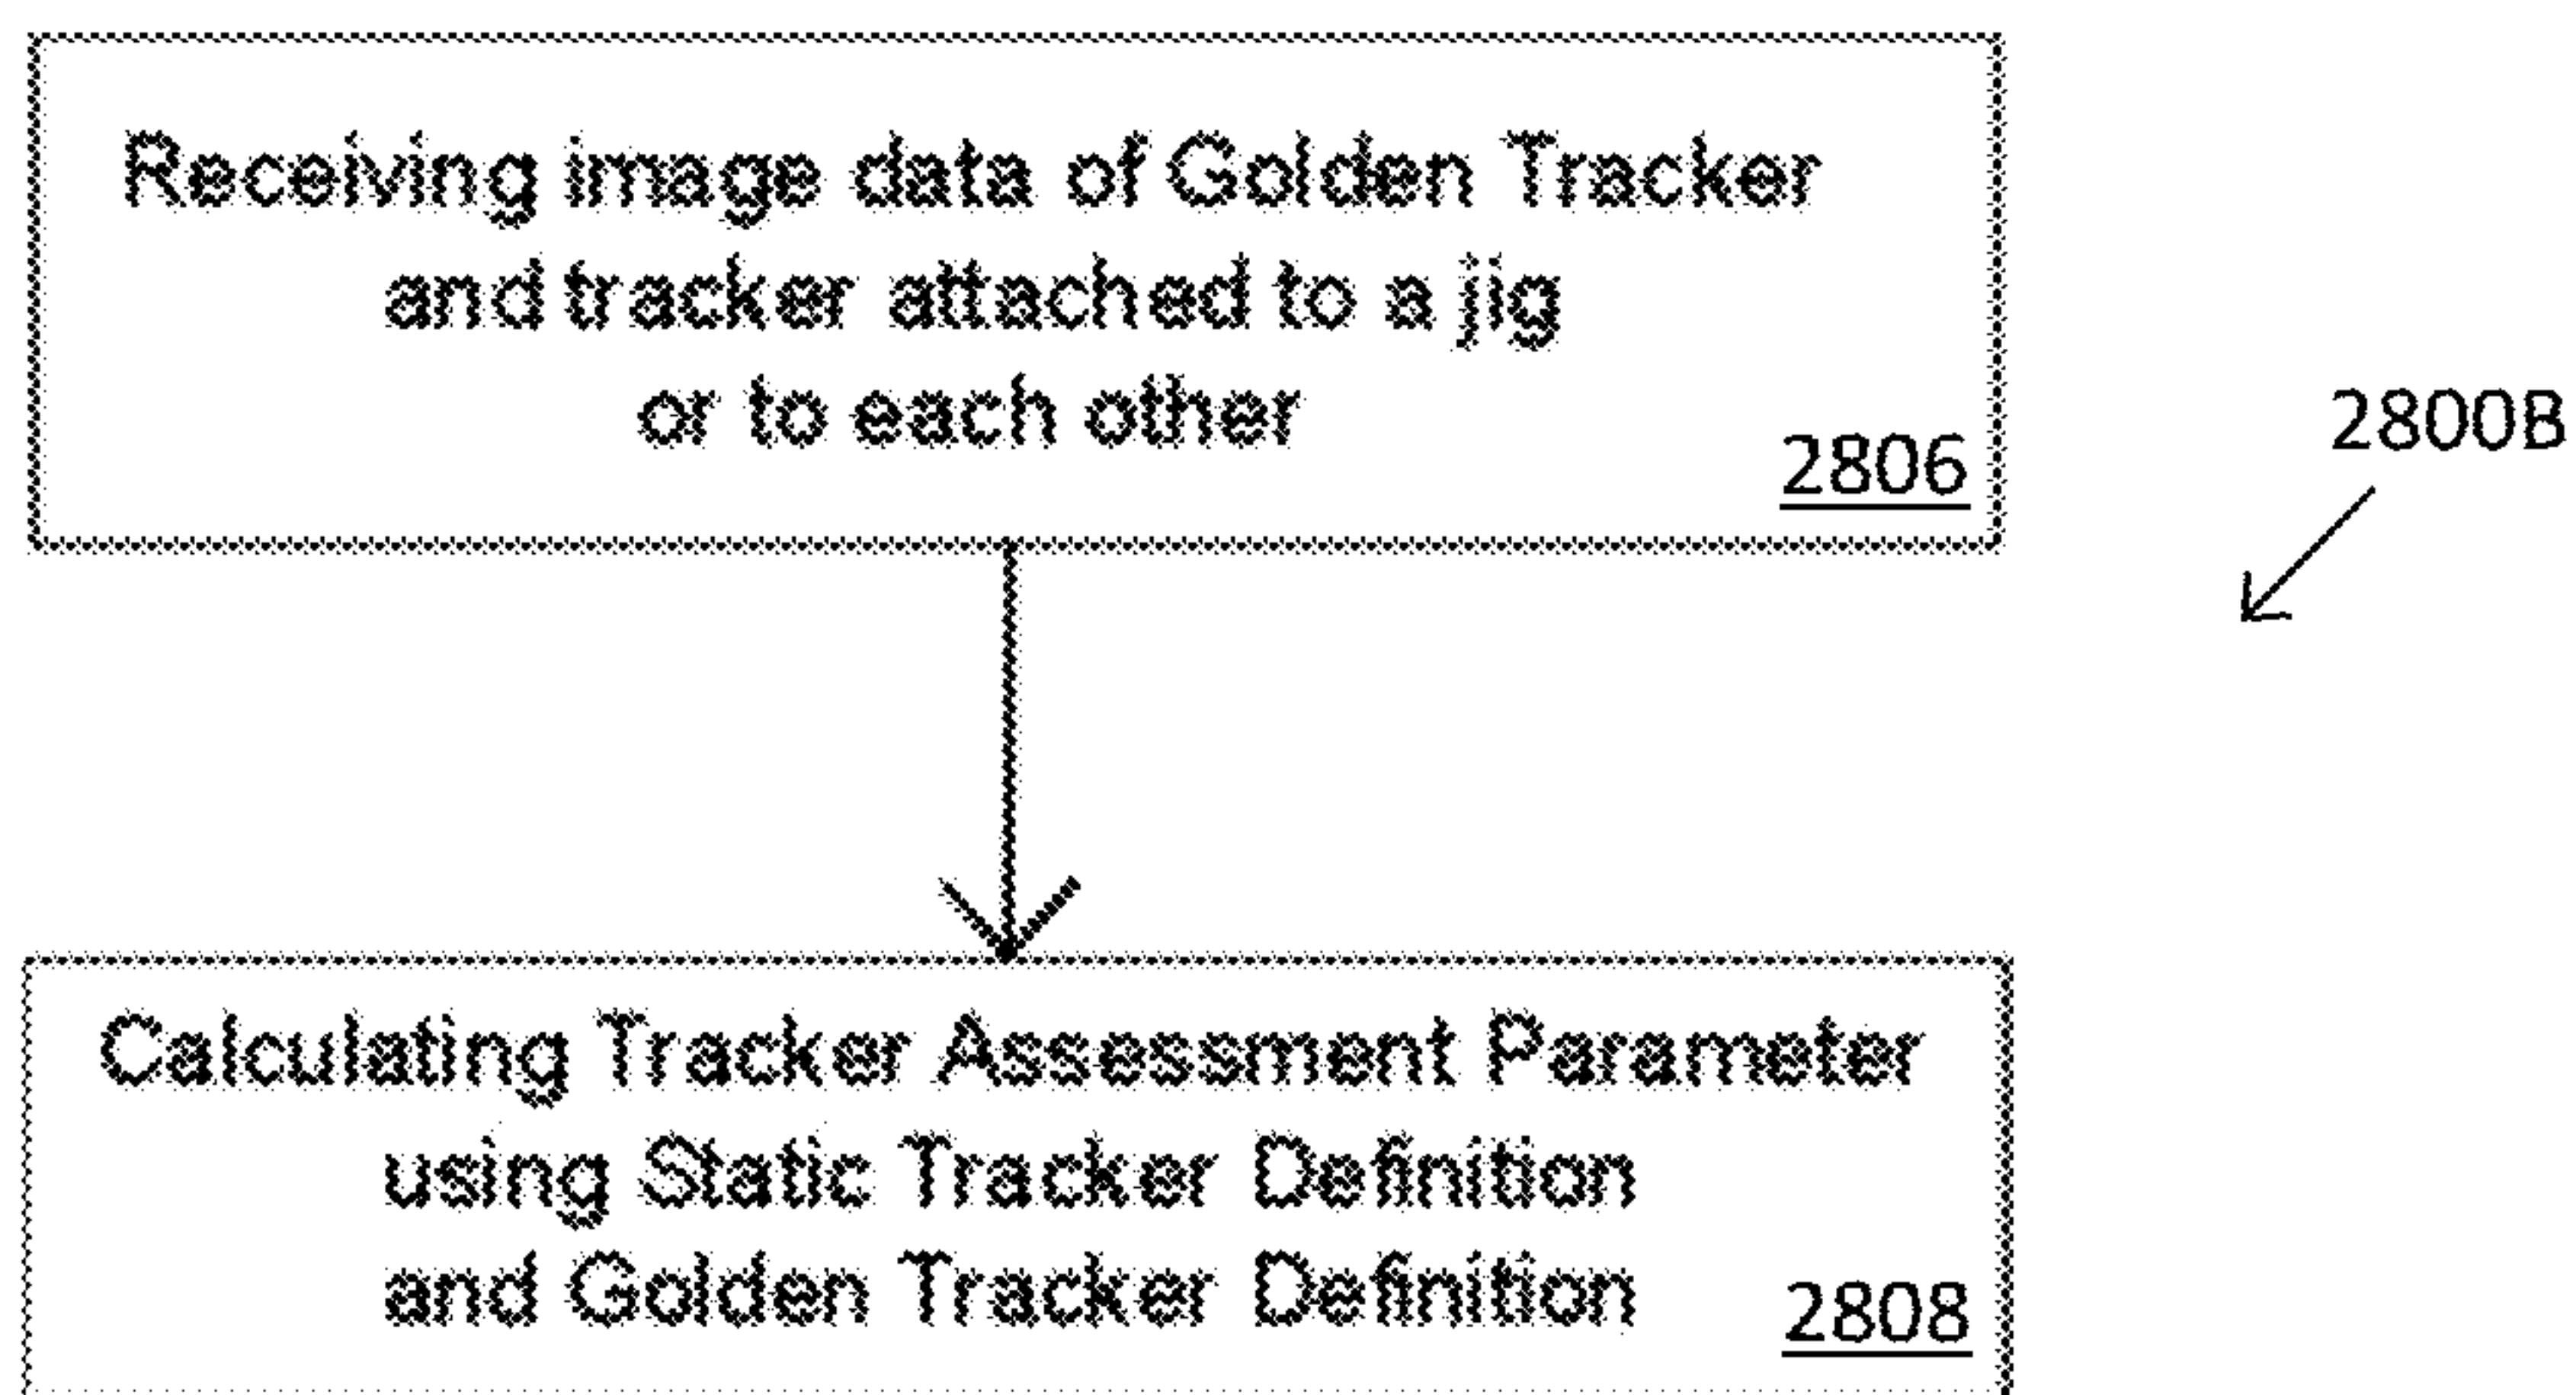 Receiving image data of Golden Tracker
and tracker attached to a jig
or to each other
2806
2800B
Calculating Tracker Assessment Parameter
using Static Tracker Definition
and Golden Tracker Definition
2808